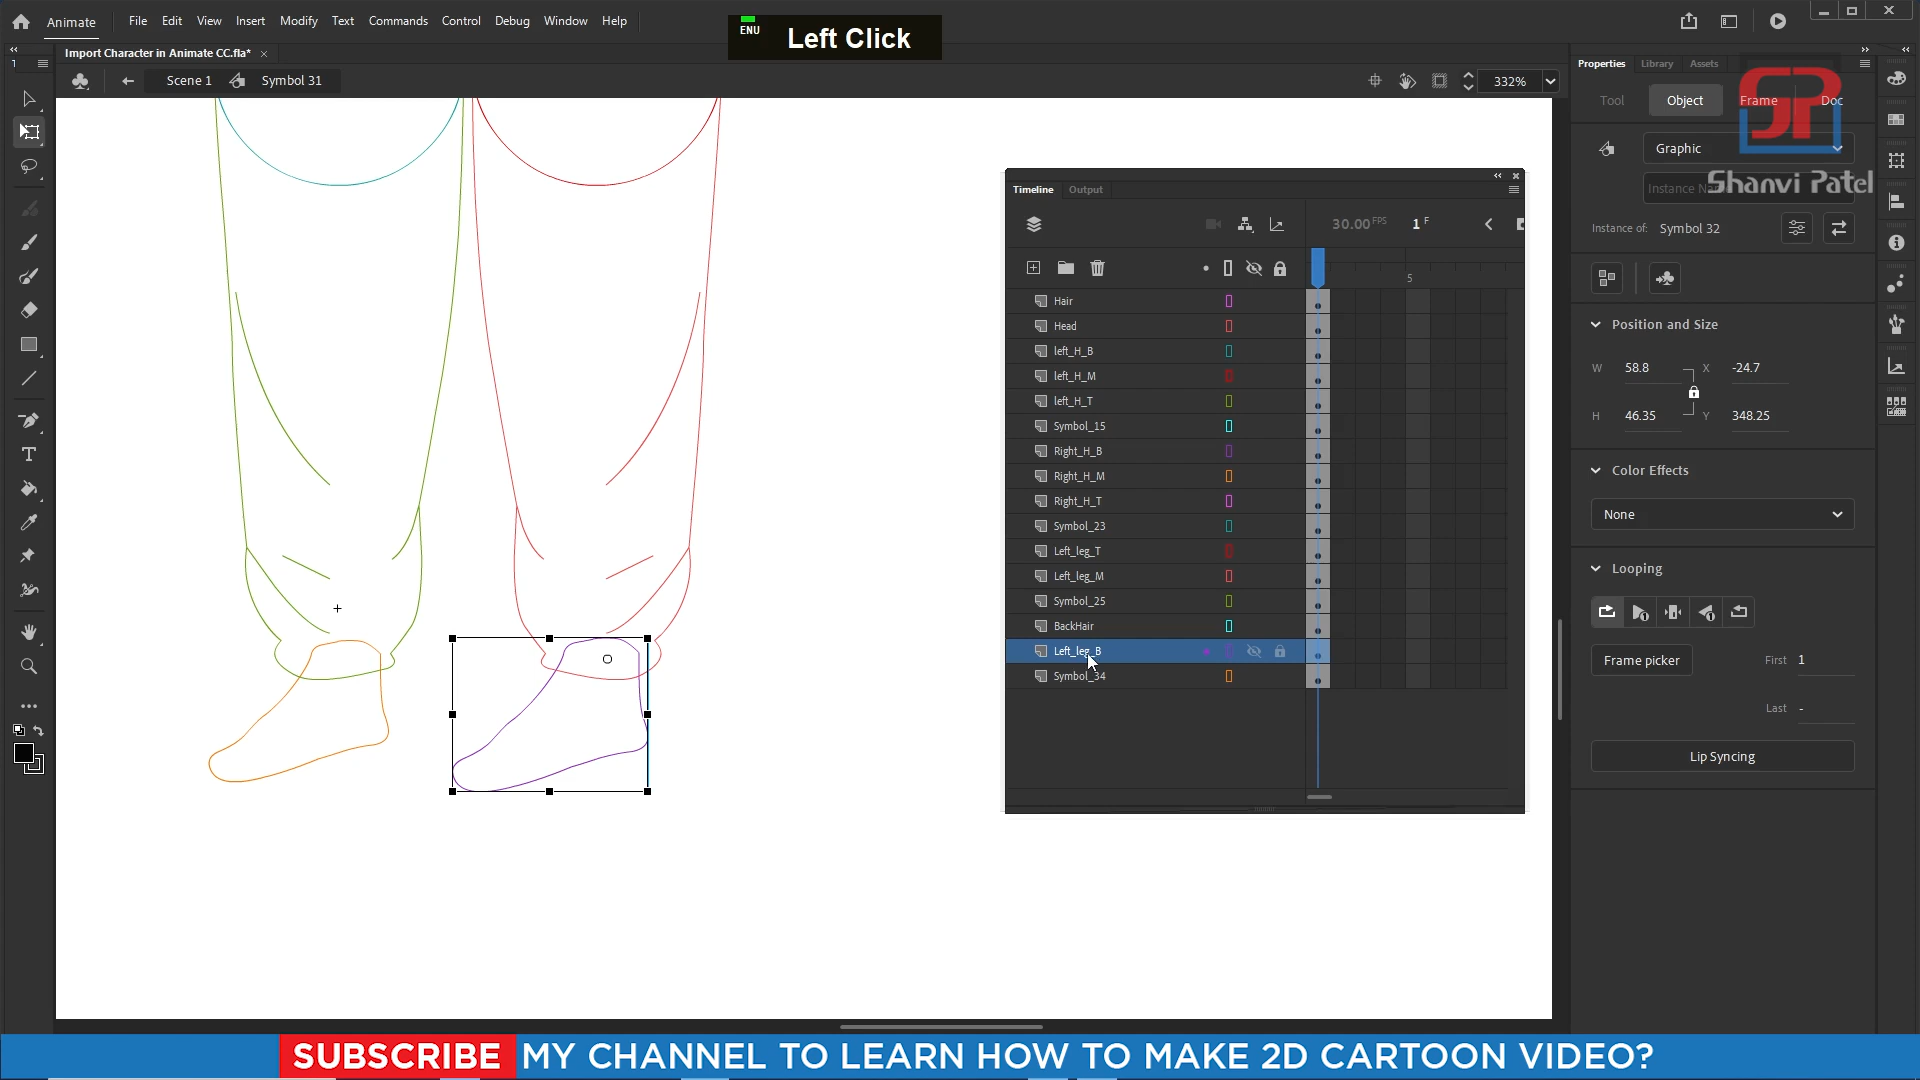 Animate
File Edit View Insert Modify Text Commands Control Debug Window Help
ENU
Left Click
Import Character in Animate CC.fla*
Scene 1
Symbol 31
332%
Timeline
Output
30.00 FPS
1 F
5
Hair
Head
left_H_B
left_H_M
left_H_T
Symbol_15
Right_H_B
Right_H_M
Right_H_T
Symbol_23
Left_leg_T
Left_leg_M
Symbol_25
BackHair
Left_leg_B
Symbol_34
Properties
Library
Assets
Tool
Object
Frame
Doc
SP
Graphic
Shanvi Patel
Instance of: Symbol 32
Position and Size
W 58.8 X -24.7
H 46.35 Y 348.25
Color Effects
None
Looping
Frame picker
First 1
Last -
Lip Syncing
SUBSCRIBE MY CHANNEL TO LEARN HOW TO MAKE 2D CARTOON VIDEO?